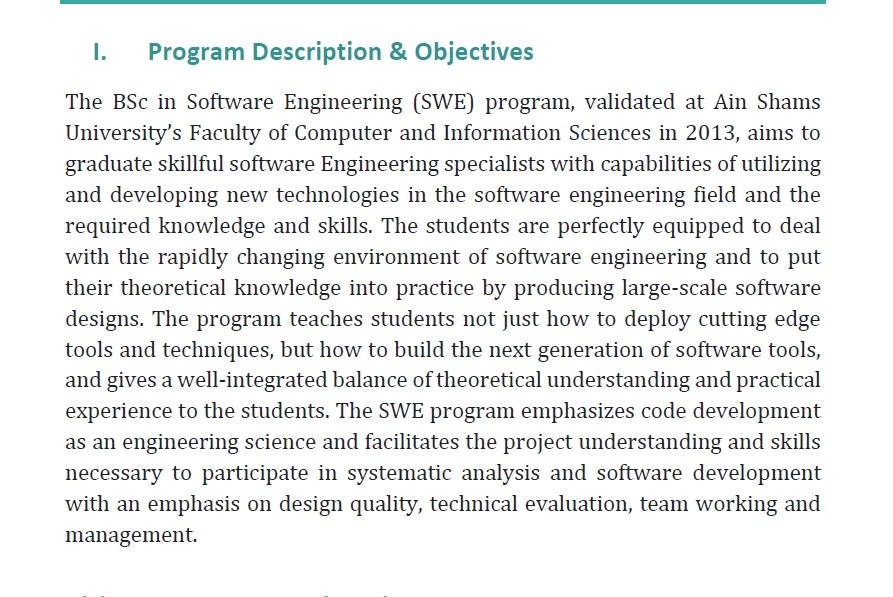 I. Program Description & Objectives
The BSc in Software Engineering (SWE) program, validated at Ain Shams
University’s Faculty of Computer and Information Sciences in 2013, aims to
graduate skillful software Engineering specialists with capabilities of utilizing
and developing new technologies in the software engineering field and the
required knowledge and skills. The students are perfectly equipped to deal
with the rapidly changing environment of software engineering and to put
their theoretical knowledge into practice by producing large-scale software
designs. The program teaches students not just how to deploy cutting edge
tools and techniques, but how to build the next generation of software tools,
and gives a well-integrated balance of theoretical understanding and practical
experience to the students. The SWE program emphasizes code development
as an engineering science and facilitates the project understanding and skills
necessary to participate in systematic analysis and software development
with an emphasis on design quality, technical evaluation, team working and
management.